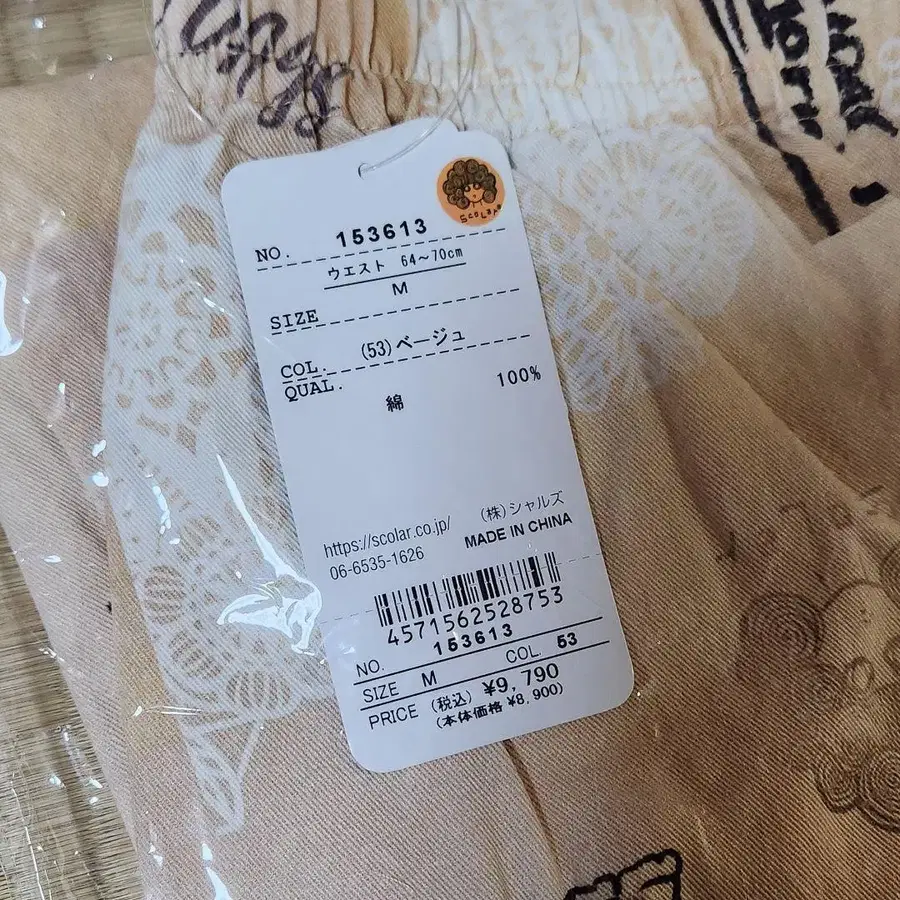 ScoLar
NO. 153613
ウエスト 64～70cm
M
SIZE
COL. (53)ベージュ
QUAL.
綿 100%
https://scolar.co.jp/ (株)シャルズ
06-6535-1626 MADE IN CHINA
4571562528753
NO. 153613
SIZE M COL. 53
PRICE (税込) ¥9,790
(本体価格 ¥8,900)